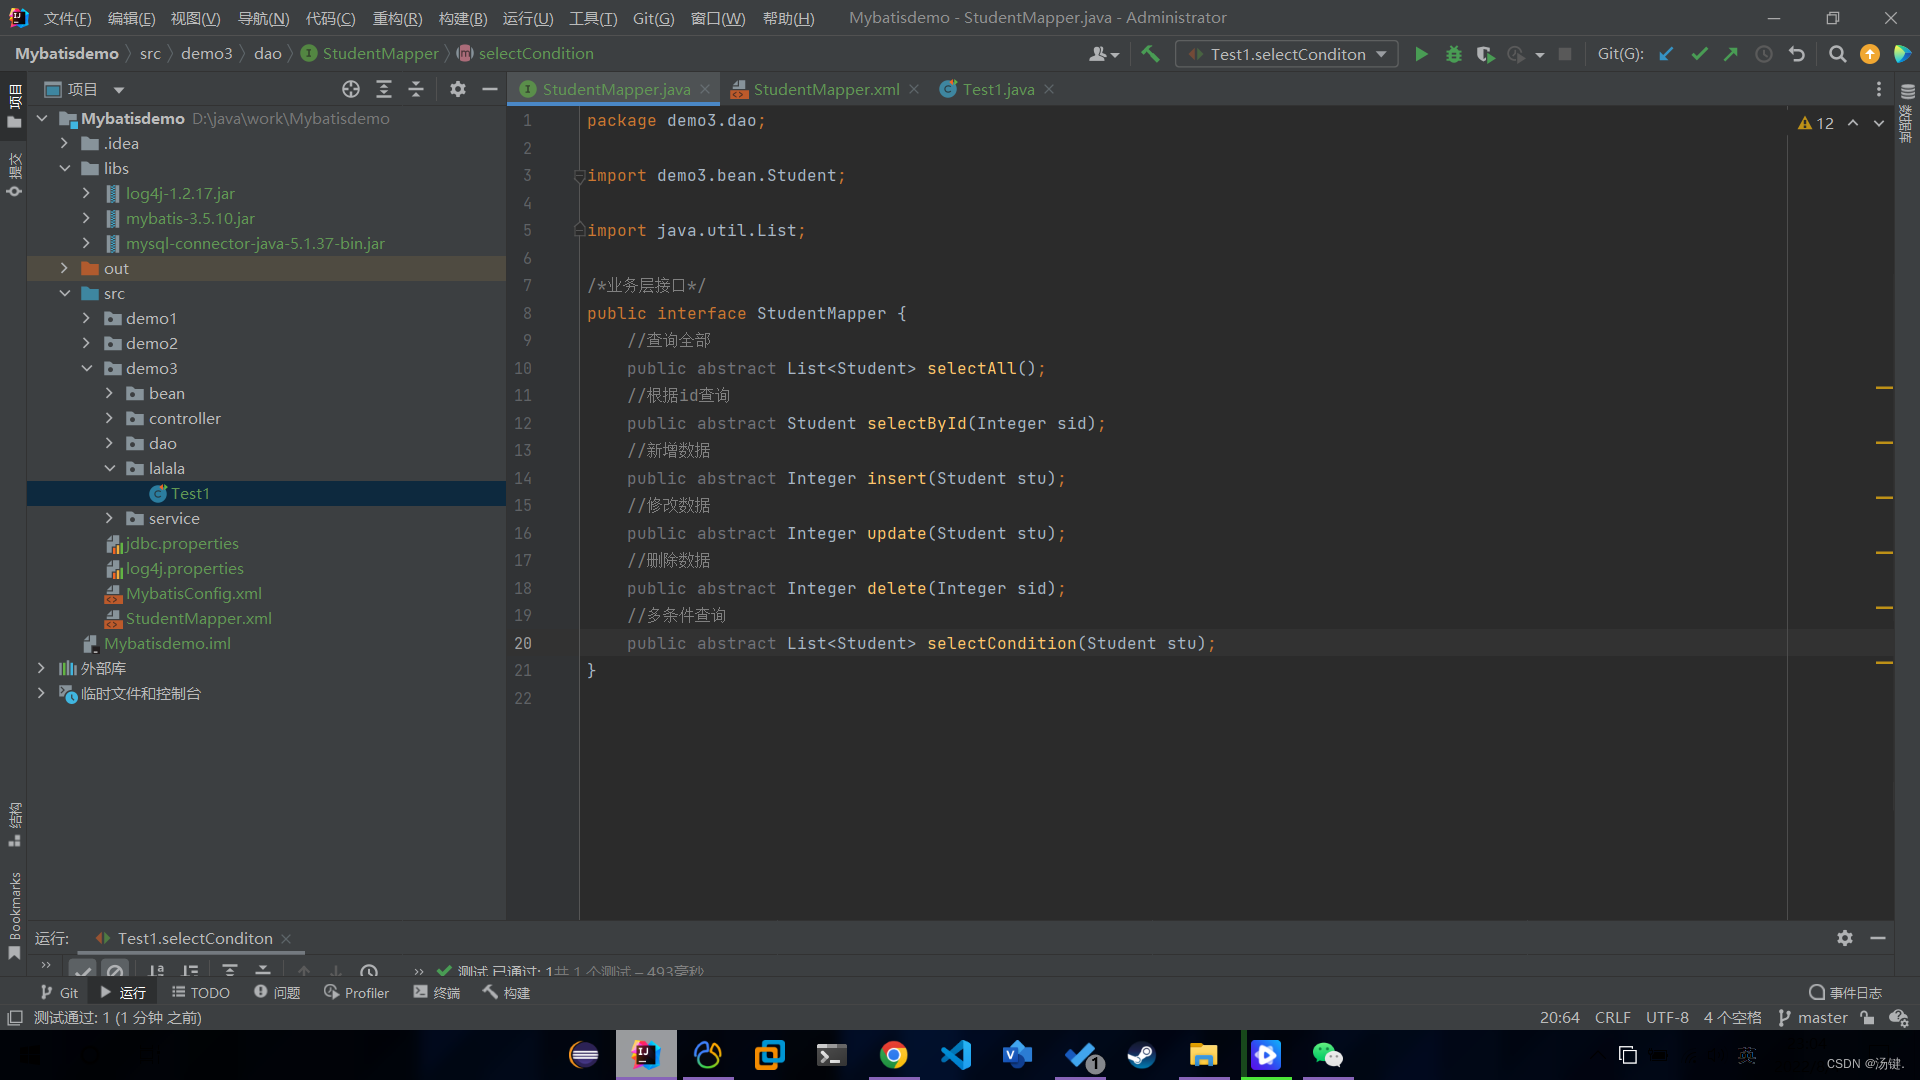 文件(F) 编辑(E) 视图(V) 导航(N) 代码(C) 重构(R) 构建(B) 运行(U) 工具(T) Git(G) 窗口(W) 帮助(H) Mybatisdemo - StudentMapper.java - Administrator
Mybatisdemo src demo3 dao StudentMapper selectCondition Test1.selectConditon Git(G):
项目
StudentMapper.java StudentMapper.xml Test1.java
项目
提交
结构
Bookmarks
数据库
Mybatisdemo D:\java\work\Mybatisdemo
.idea
libs
log4j-1.2.17.jar
mybatis-3.5.10.jar
mysql-connector-java-5.1.37-bin.jar
out
src
demo1
demo2
demo3
bean
controller
dao
lalala
Test1
service
jdbc.properties
log4j.properties
MybatisConfig.xml
StudentMapper.xml
Mybatisdemo.iml
外部库
临时文件和控制台
12
1 package demo3.dao;
2
3 import demo3.bean.Student;
4
5 import java.util.List;
6
7 /*业务层接口*/
8 public interface StudentMapper {
9 //查询全部
10 public abstract List<Student> selectAll();
11 //根据id查询
12 public abstract Student selectById(Integer sid);
13 //新增数据
14 public abstract Integer insert(Student stu);
15 //修改数据
16 public abstract Integer update(Student stu);
17 //删除数据
18 public abstract Integer delete(Integer sid);
19 //多条件查询
20 public abstract List<Student> selectCondition(Student stu);
21 }
22
运行: Test1.selectConditon
测试 已通过: 1共 1 个测试 – 493毫秒
Git 运行 TODO 问题 Profiler 终端 构建 事件日志
测试通过: 1 (1 分钟 之前) 20:64 CRLF UTF-8 4 个空格 master
1
英
CSDN @汤键.